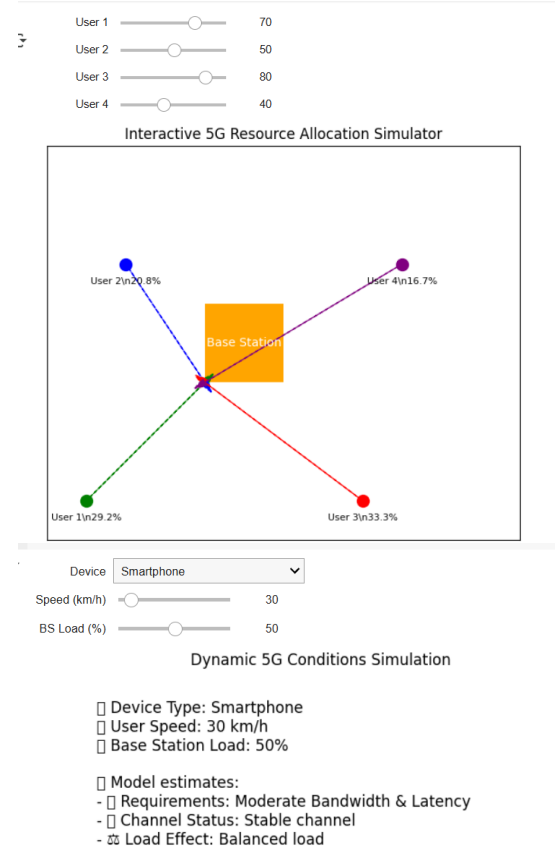 User 1 70
User 2 50
User 3 80
User 4 40
Interactive 5G Resource Allocation Simulator
User 2\n20.8%
User 4\n16.7%
Base Station
User 1\n29.2%
User 3\n33.3%
Device Smartphone
Speed (km/h) 30
BS Load (%) 50
Dynamic 5G Conditions Simulation
▯ Device Type: Smartphone
▯ User Speed: 30 km/h
▯ Base Station Load: 50%
▯ Model estimates:
- ▯ Requirements: Moderate Bandwidth & Latency
- ▯ Channel Status: Stable channel
- ⚖ Load Effect: Balanced load